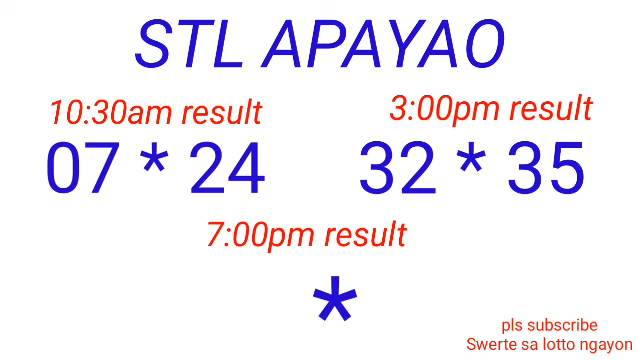 STL APAYAO
10:30am result
3:00pm result
07 * 24
32 * 35
7:00pm result
*
pls subscribe
Swerte sa lotto ngayon